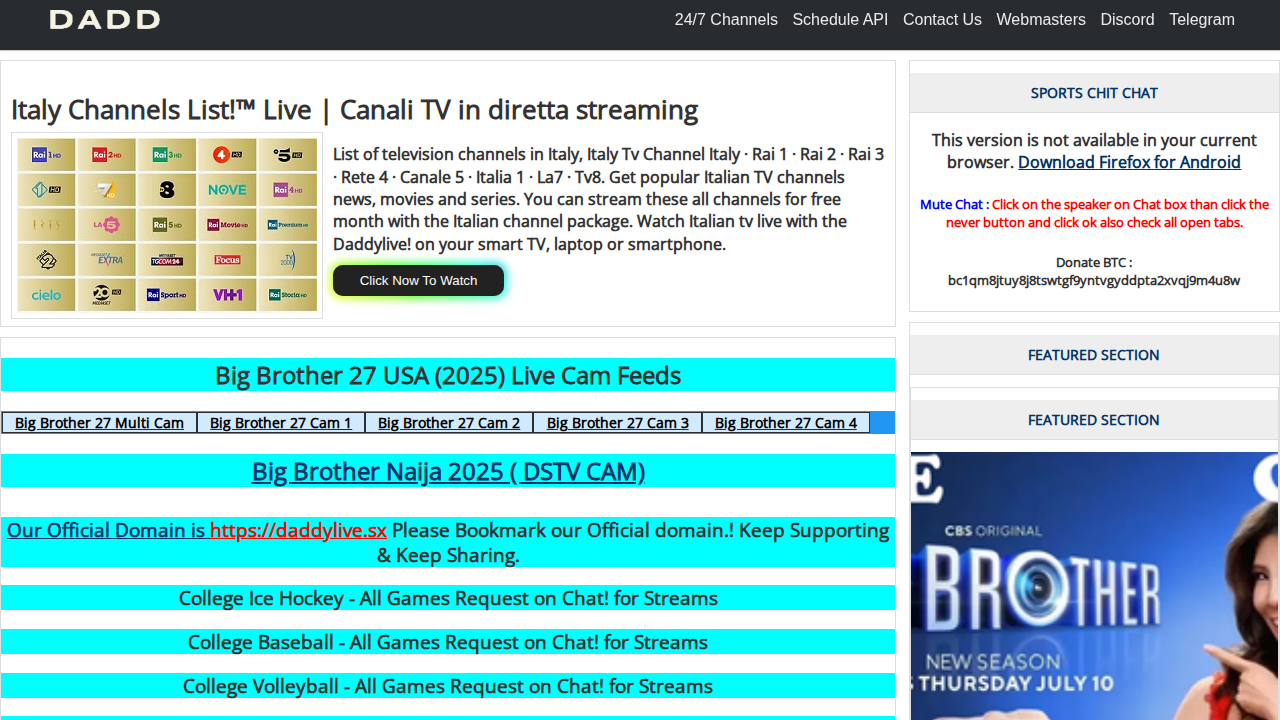 DADD
24/7 Channels Schedule API Contact Us Webmasters Discord Telegram
Italy Channels List!™ Live | Canali TV in diretta streaming
Rai 1 HD Rai 2 HD Rai 3 HD 4 HD 5 HD
HD 7 8 NOVE Rai 4 HD
IRIS LA 5 Rai 5 HD Rai Movie HD Rai Premium HD
27 MEDIASET EXTRA MEDIASET TGCOM24 Focus TV 2000
cielo 20 HD MEDIASET Rai Sport HD VH1 Rai Storia HD
List of television channels in Italy, Italy Tv Channel Italy · Rai 1 · Rai 2 · Rai 3
· Rete 4 · Canale 5 · Italia 1 · La7 · Tv8. Get popular Italian TV channels
news, movies and series. You can stream these all channels for free
month with the Italian channel package. Watch Italian tv live with the
Daddylive! on your smart TV, laptop or smartphone.
Click Now To Watch
Big Brother 27 USA (2025) Live Cam Feeds
Big Brother 27 Multi Cam Big Brother 27 Cam 1 Big Brother 27 Cam 2 Big Brother 27 Cam 3 Big Brother 27 Cam 4
Big Brother Naija 2025 ( DSTV CAM)
Our Official Domain is https://daddylive.sx Please Bookmark our Official domain.! Keep Supporting
& Keep Sharing.
College Ice Hockey - All Games Request on Chat! for Streams
College Baseball - All Games Request on Chat! for Streams
College Volleyball - All Games Request on Chat! for Streams
SPORTS CHIT CHAT
This version is not available in your current
browser. Download Firefox for Android
Mute Chat : Click on the speaker on Chat box than click the
never button and click ok also check all open tabs.
Donate BTC :
bc1qm8jtuy8j8tswtgf9yntvgyddpta2xvqj9m4u8w
FEATURED SECTION
FEATURED SECTION
CBS ORIGINAL
BROTHER
NEW SEASON
THURSDAY JULY 10